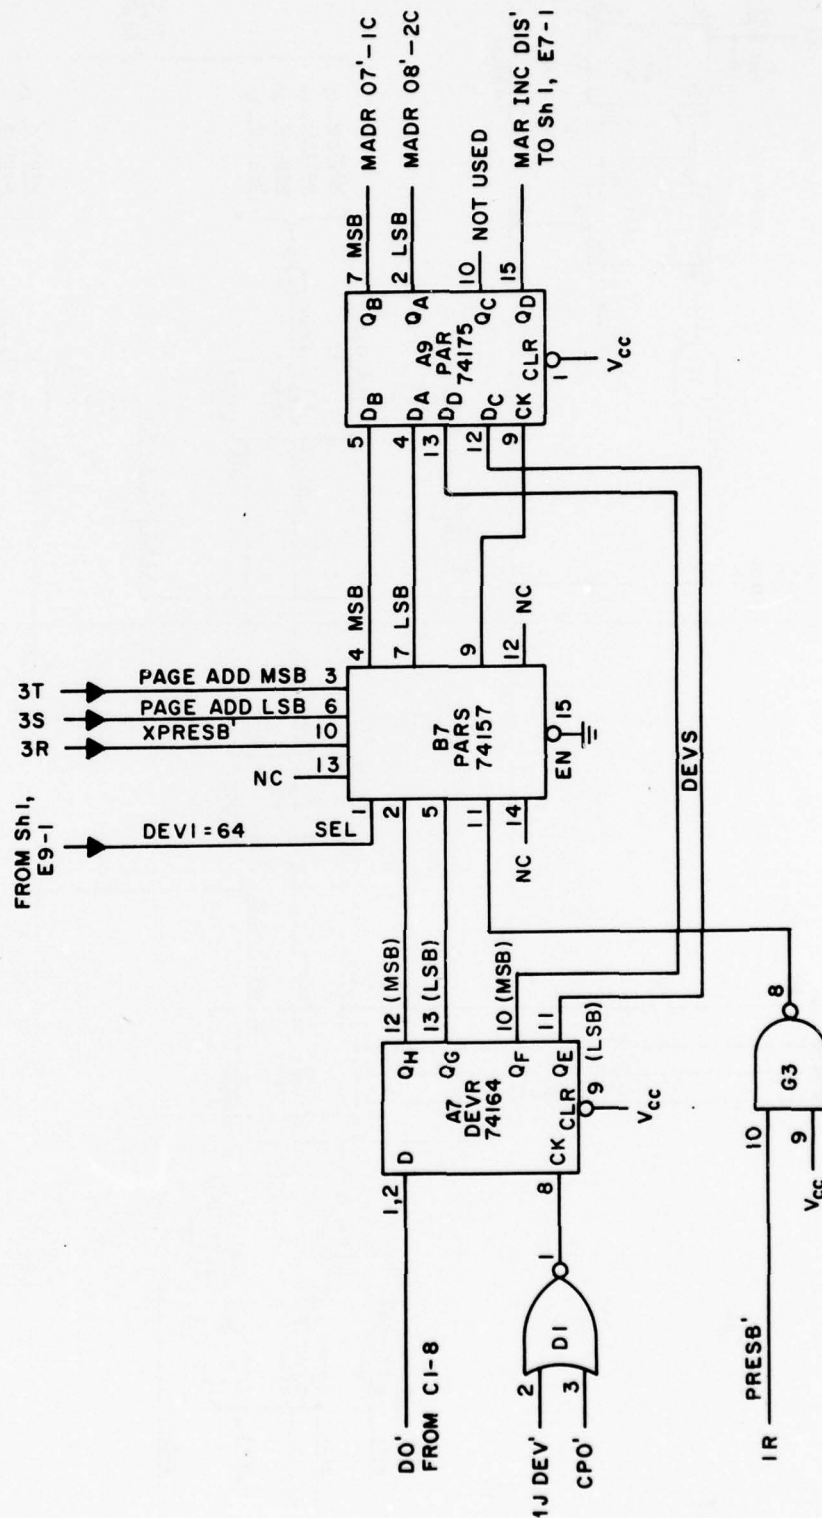 FROM Sh 1,
E9-1
3R
3S
3T
DEV1=64
NC
XPRESB'
PAGE ADD LSB
PAGE ADD MSB
SEL
1
13
10
6
3
DO'
FROM C1-8
1,2
D
A7
DEVR
74164
QH
12 (MSB)
QG
13 (LSB)
QF
10 (MSB)
QE
11
(LSB)
CK
8
CLR
9
Vcc
1J DEV'
2
CPO'
3
D1
1
2
5
11
NC
14
B7
PARS
74157
EN
15
4 MSB
7 LSB
9
12
NC
5
4
13
12
9
DB
DA
DD
DC
CK
A9
PAR
74175
CLR
1
Vcc
QB
QA
QC
QD
7 MSB
MADR 07'-1C
2 LSB
MADR 08'-2C
10
NOT USED
15
MAR INC DIS'
TO Sh 1, E7-1
DEVS
1R
PRESB'
10
9
Vcc
G3
8